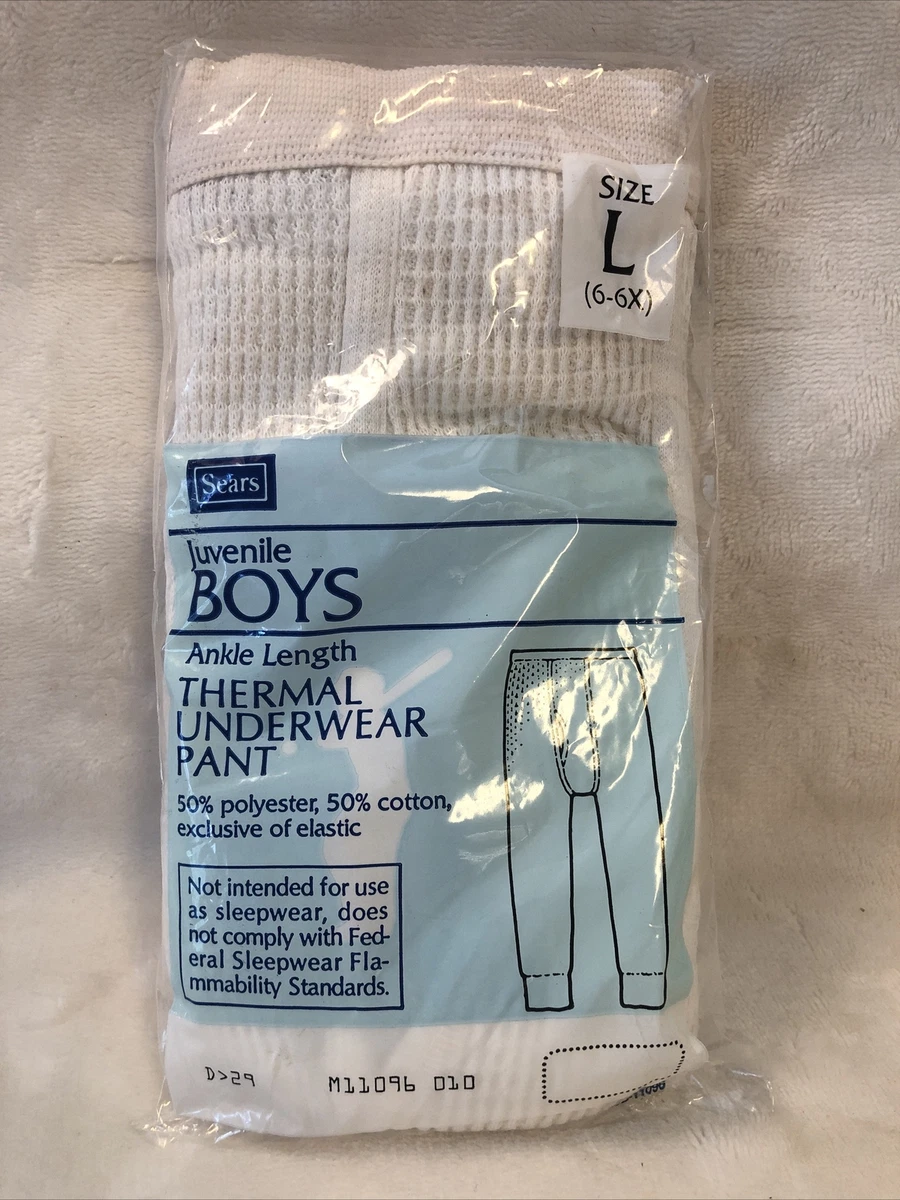 SIZE
L
(6-6X)
Sears
Juvenile
BOYS
Ankle Length
THERMAL
UNDERWEAR
PANT
50% polyester, 50% cotton,
exclusive of elastic
Not intended for use
as sleepwear, does
not comply with Fed-
eral Sleepwear Fla-
mmability Standards.
D>29 M11096 010